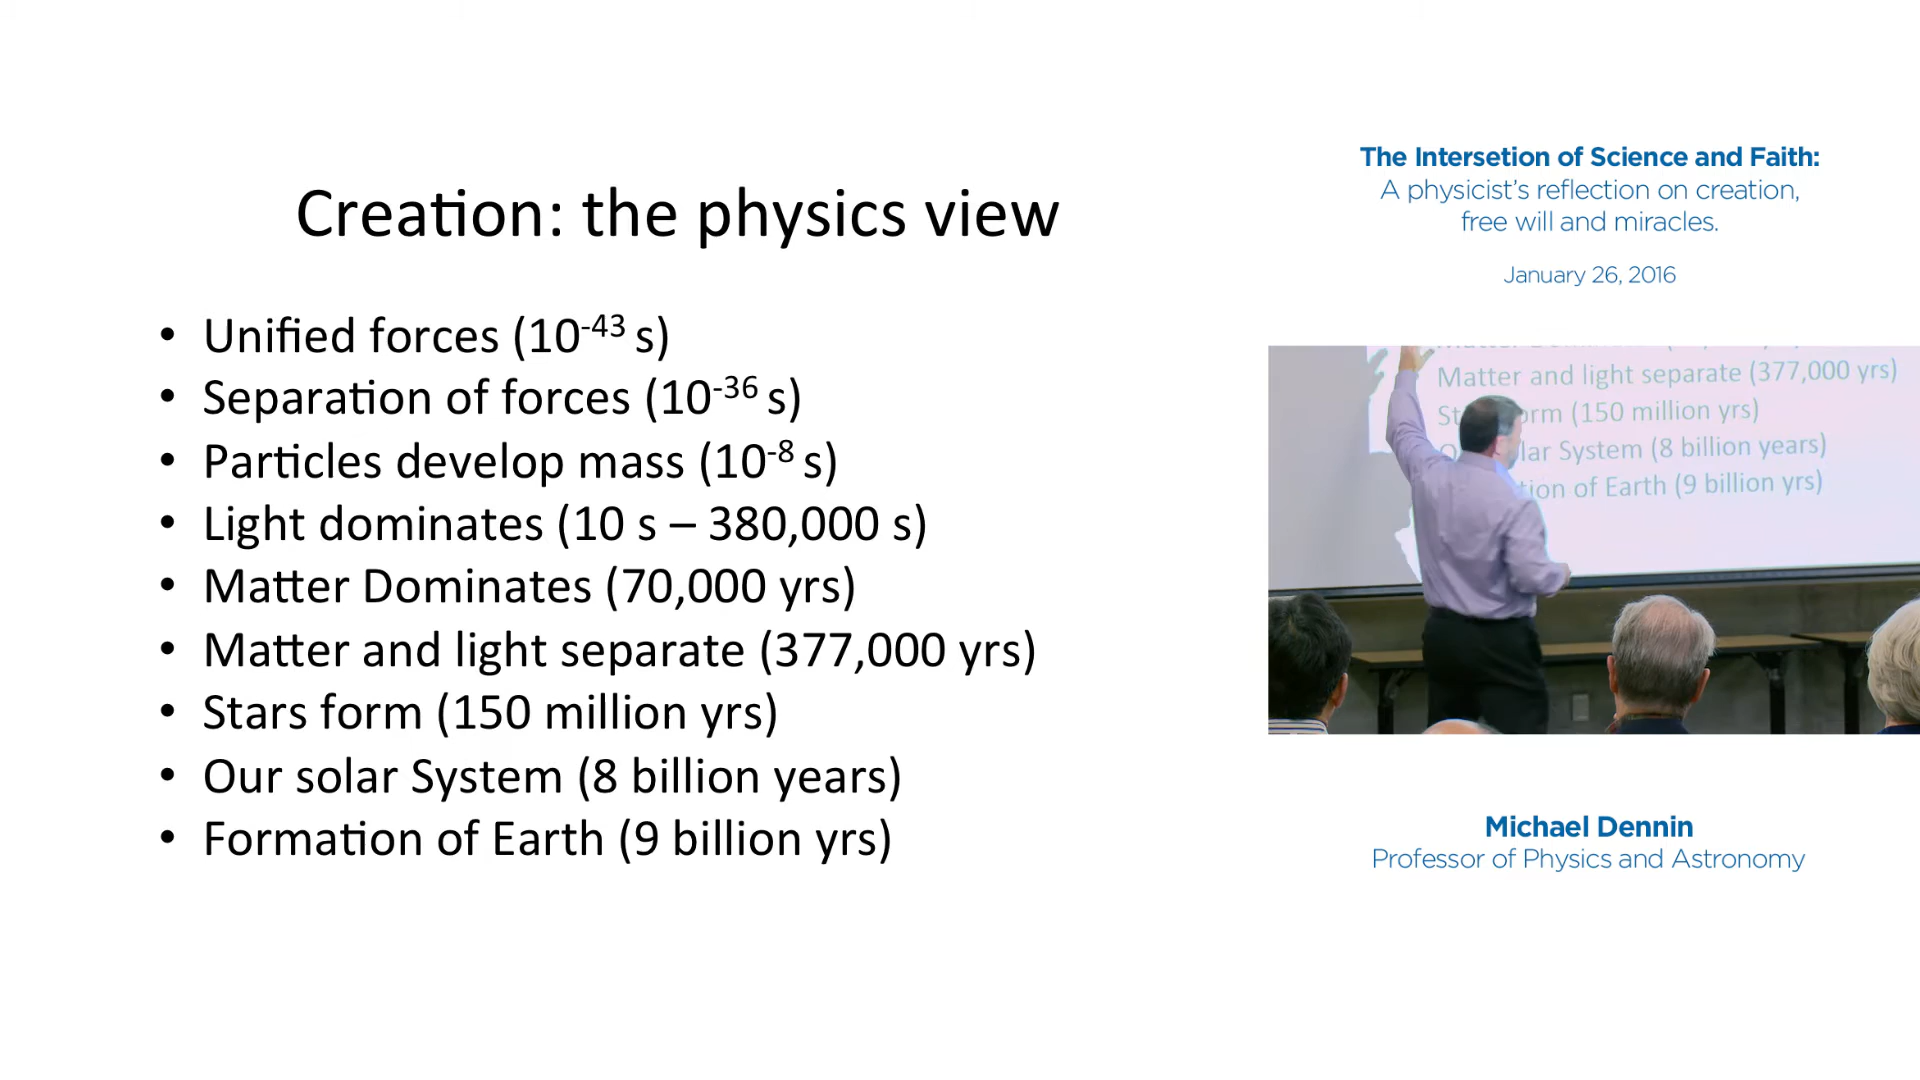 Creation: the physics view
• Unified forces (10⁻⁴³ s)
• Separation of forces (10⁻³⁶ s)
• Particles develop mass (10⁻⁸ s)
• Light dominates (10 s – 380,000 s)
• Matter Dominates (70,000 yrs)
• Matter and light separate (377,000 yrs)
• Stars form (150 million yrs)
• Our solar System (8 billion years)
• Formation of Earth (9 billion yrs)
The Intersetion of Science and Faith:
A physicist's reflection on creation,
free will and miracles.
January 26, 2016
Matter and light separate (377,000 yrs)
orm (150 million yrs)
lar System (8 billion years)
tion of Earth (9 billion yrs)
Michael Dennin
Professor of Physics and Astronomy